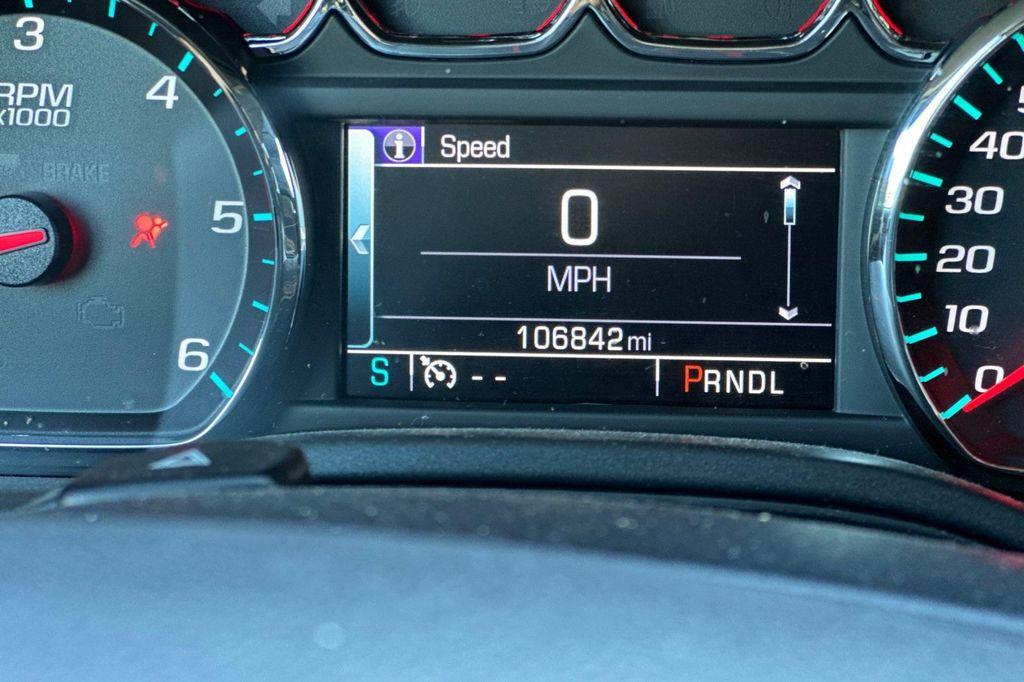 3
4
RPM
x1000
BRAKE
5
6
Speed
0
MPH
106842 mi
S
--
PRNDL
40
30
20
10
0